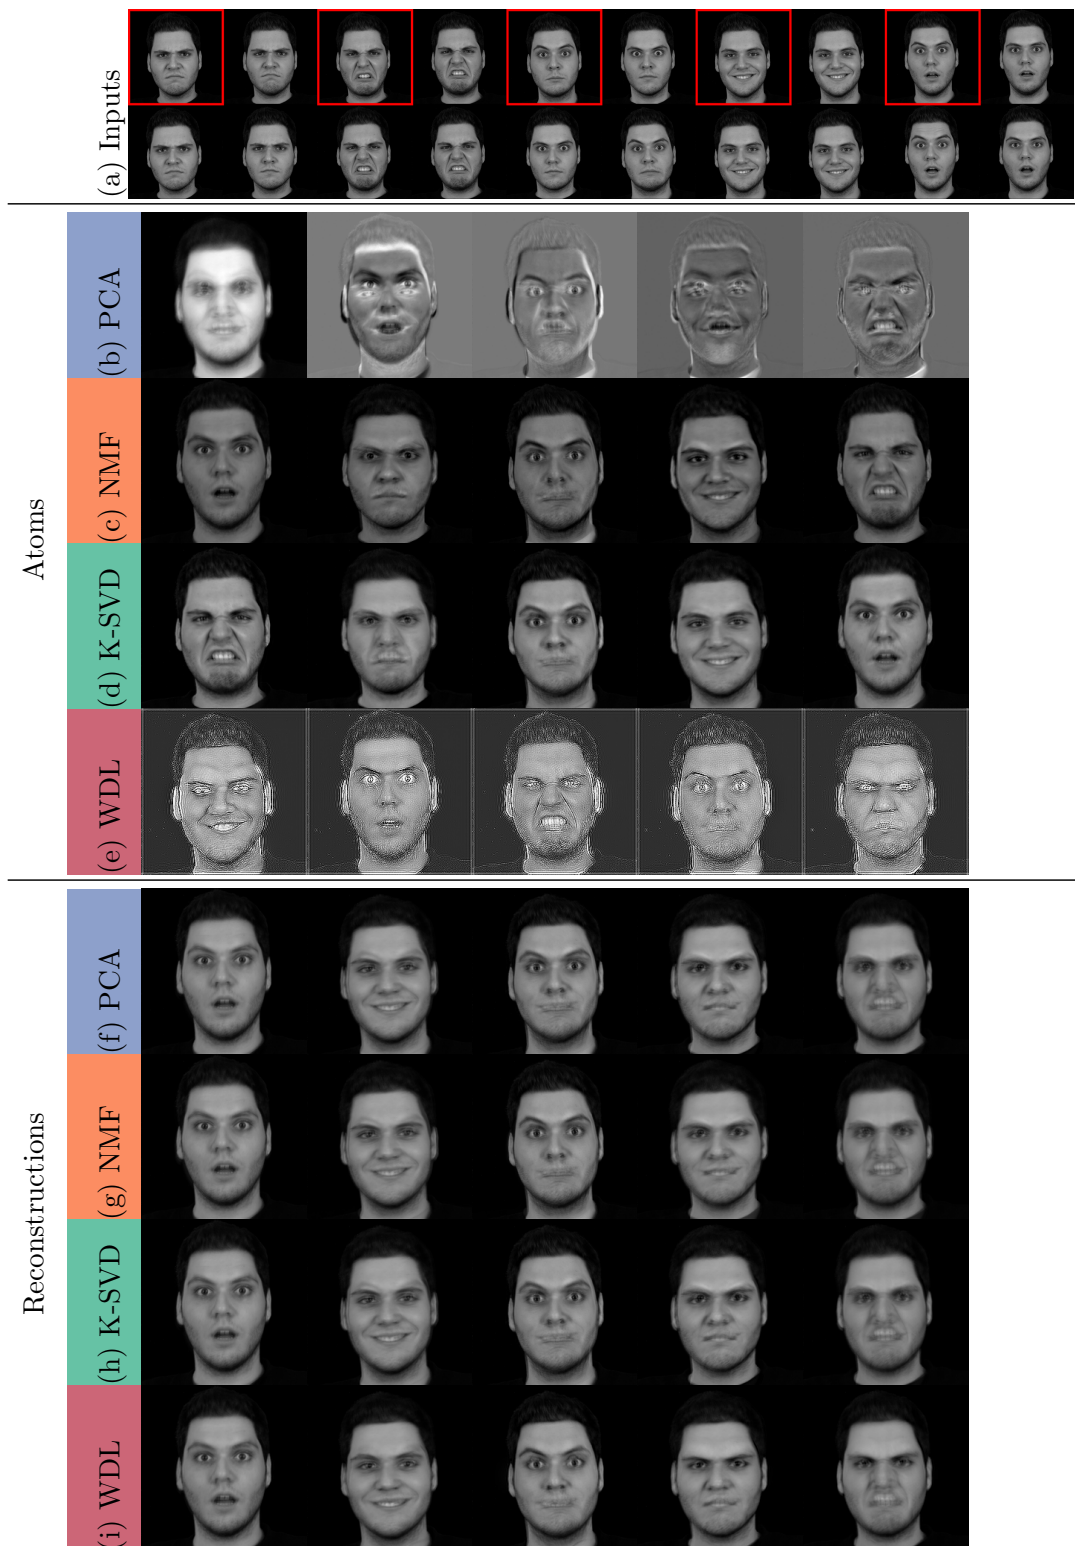 (a) Inputs
Atoms
(b) PCA
(c) NMF
(d) K-SVD
(e) WDL
Reconstructions
(f) PCA
(g) NMF
(h) K-SVD
(i) WDL